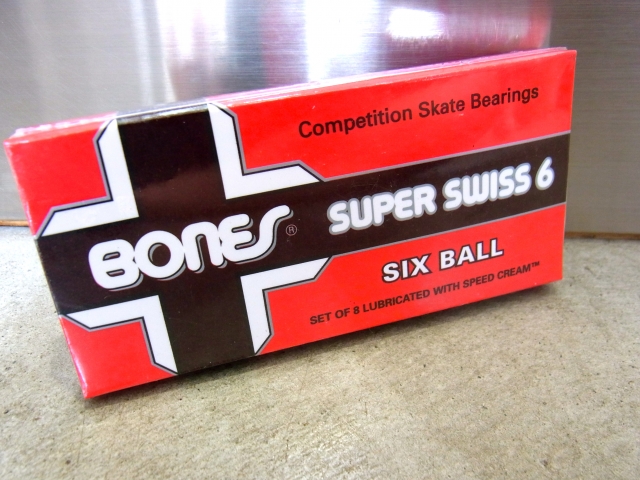 Competition Skate Bearings
BONES®
SUPER SWISS 6
SIX BALL
SET OF 8 LUBRICATED WITH SPEED CREAM™